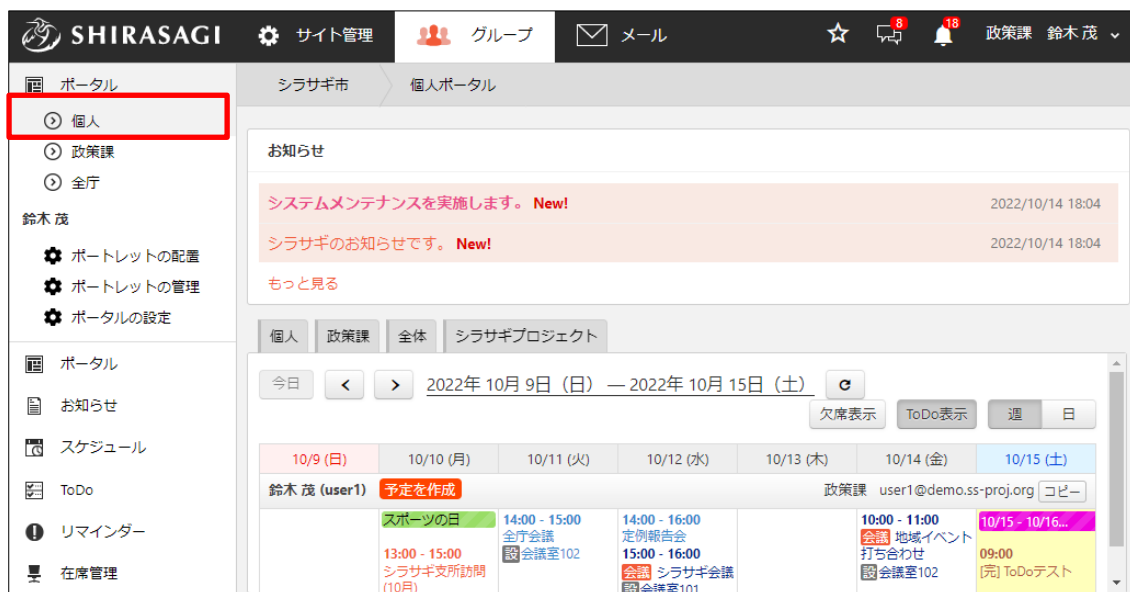 SHIRASAGI サイト管理 グループ メール 8 18 政策課 鈴木 茂
ポータル
個人
政策課
全庁
鈴木 茂
ポートレットの配置
ポートレットの管理
ポータルの設定
ポータル
お知らせ
スケジュール
ToDo
リマインダー
在席管理
シラサギ市 個人ポータル
お知らせ
システムメンテナンスを実施します。 New! 2022/10/14 18:04
シラサギのお知らせです。 New! 2022/10/14 18:04
もっと見る
個人 政策課 全体 シラサギプロジェクト
今日 2022年 10月 9日（日） — 2022年 10月 15日（土）
欠席表示 ToDo表示 週 日
10/9 (日) 10/10 (月) 10/11 (火) 10/12 (水) 10/13 (木) 10/14 (金) 10/15 (土)
鈴木 茂 (user1) 予定を作成 政策課 user1@demo.ss-proj.org コピー
スポーツの日
13:00 - 15:00
シラサギ支所訪問
(10月)
14:00 - 15:00
全庁会議
設 会議室102
14:00 - 16:00
定例報告会
15:00 - 16:00
会議 シラサギ会議
設 会議室101
10:00 - 11:00
会議 地域イベント
打ち合わせ
設 会議室102
10/15 - 10/16...
09:00
[完] ToDoテスト